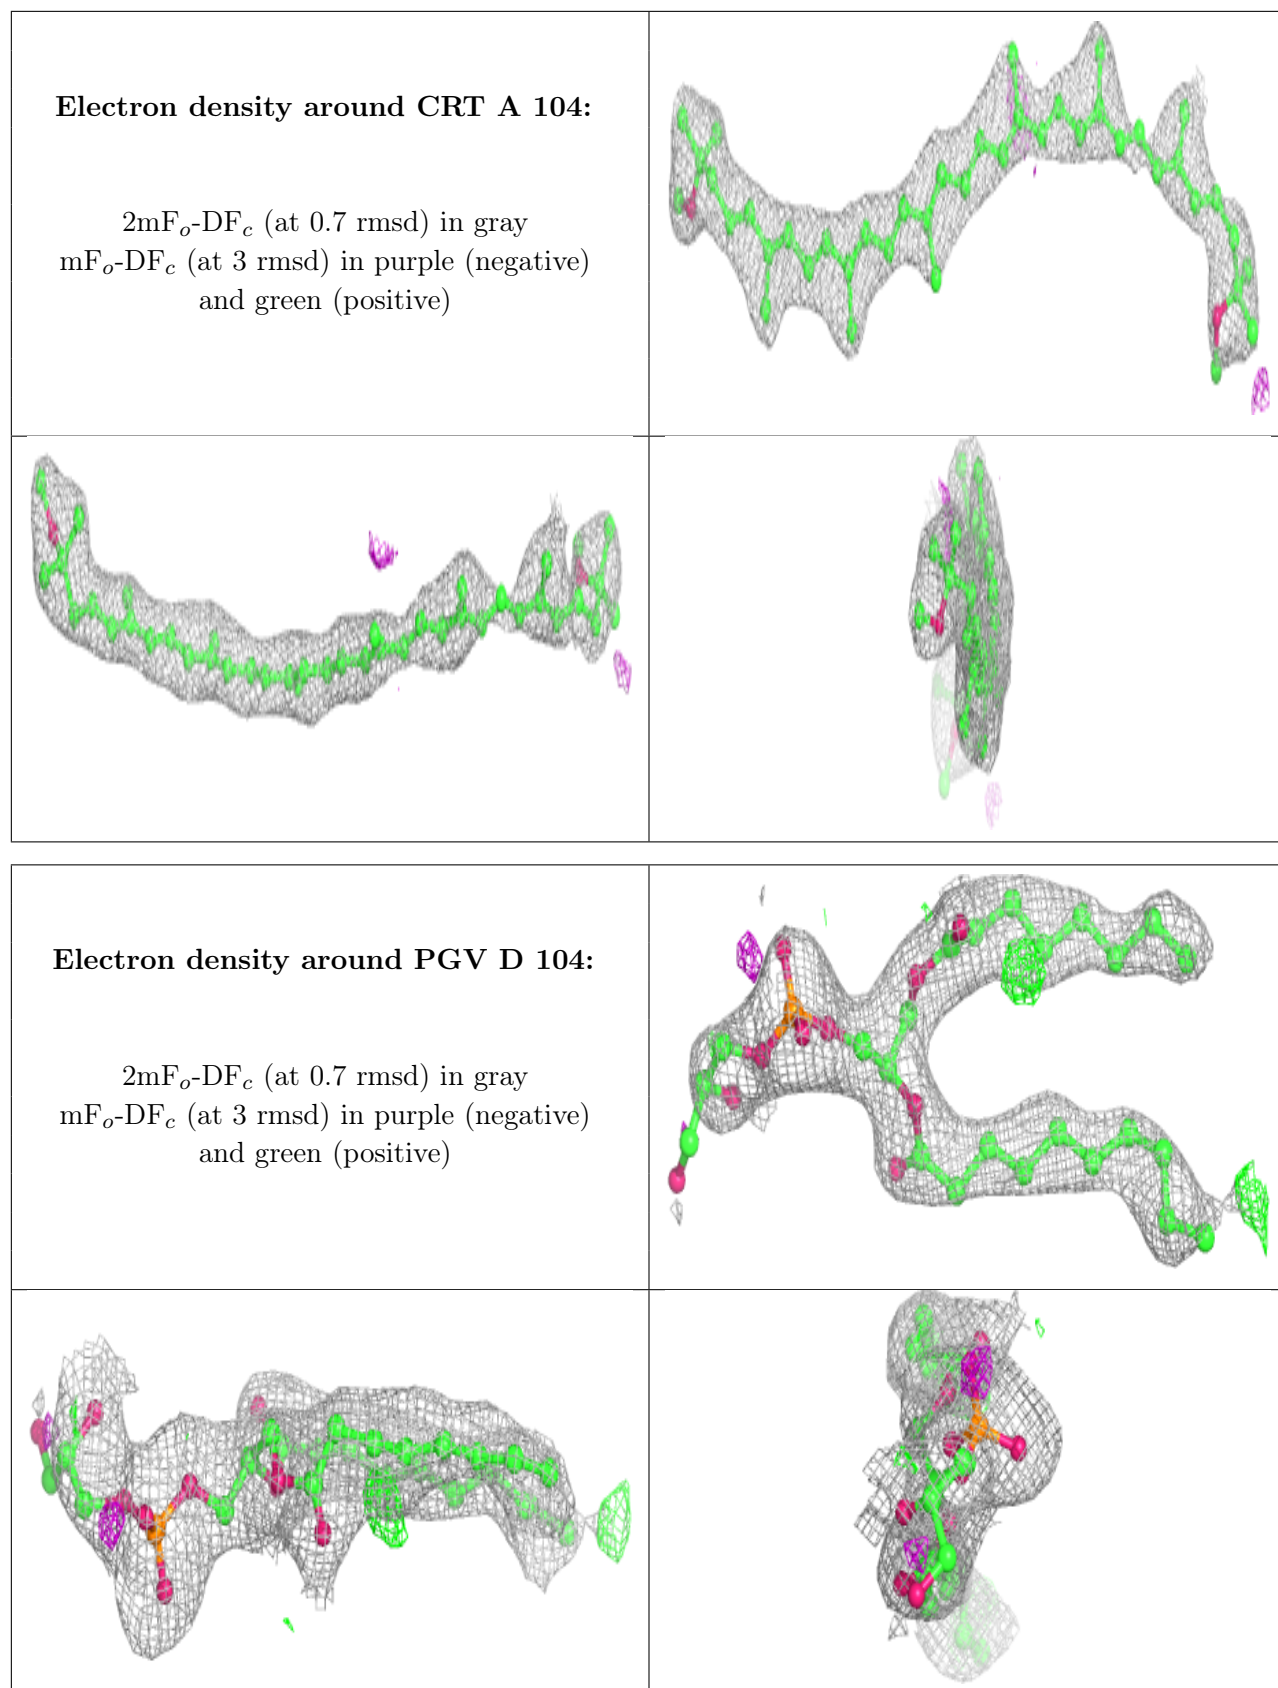 Electron density around CRT A 104:
2mFₒ-DF𝒸 (at 0.7 rmsd) in gray
mFₒ-DF𝒸 (at 3 rmsd) in purple (negative)
and green (positive)
Electron density around PGV D 104:
2mFₒ-DF𝒸 (at 0.7 rmsd) in gray
mFₒ-DF𝒸 (at 3 rmsd) in purple (negative)
and green (positive)